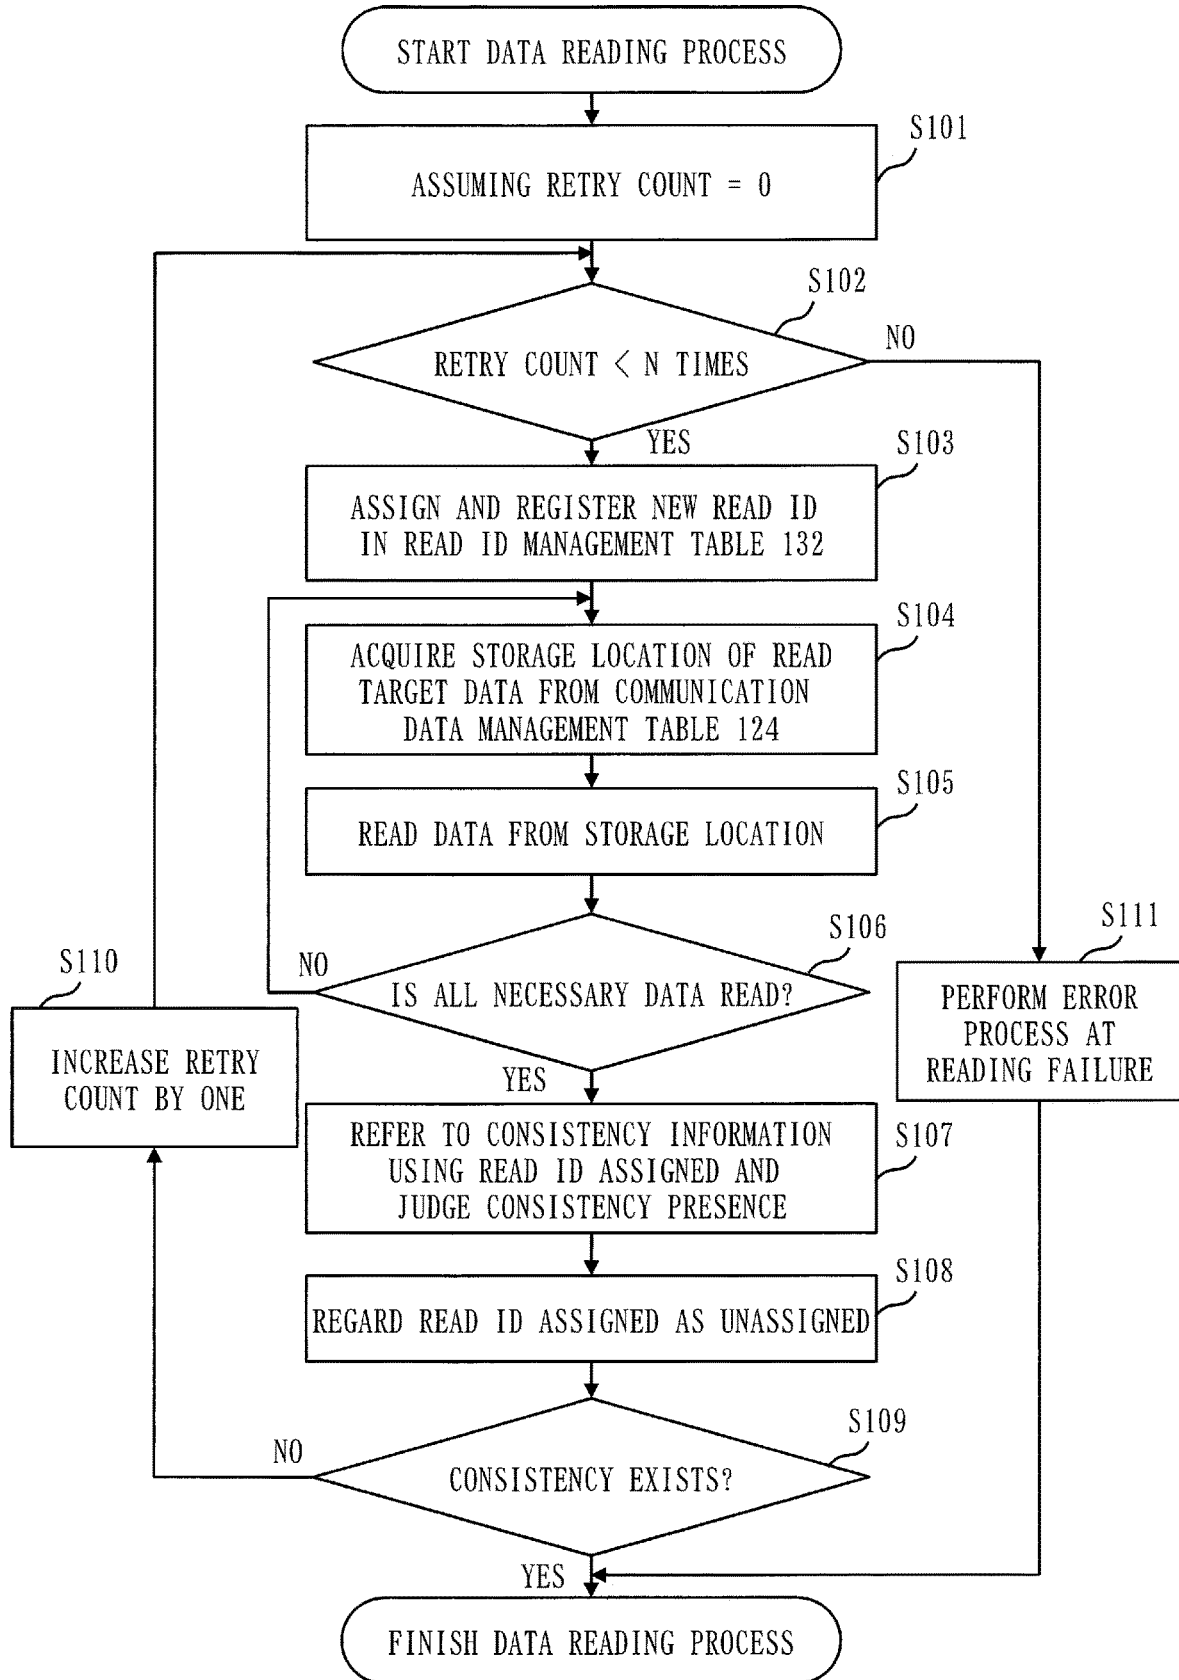 START DATA READING PROCESS
S101
ASSUMING RETRY COUNT = 0
S102
RETRY COUNT < N TIMES
NO
YES
S103
ASSIGN AND REGISTER NEW READ ID
IN READ ID MANAGEMENT TABLE 132
S104
ACQUIRE STORAGE LOCATION OF READ
TARGET DATA FROM COMMUNICATION
DATA MANAGEMENT TABLE 124
S105
READ DATA FROM STORAGE LOCATION
S106
NO
IS ALL NECESSARY DATA READ?
YES
S110
INCREASE RETRY
COUNT BY ONE
S111
PERFORM ERROR
PROCESS AT
READING FAILURE
S107
REFER TO CONSISTENCY INFORMATION
USING READ ID ASSIGNED AND
JUDGE CONSISTENCY PRESENCE
S108
REGARD READ ID ASSIGNED AS UNASSIGNED
S109
NO
CONSISTENCY EXISTS?
YES
FINISH DATA READING PROCESS